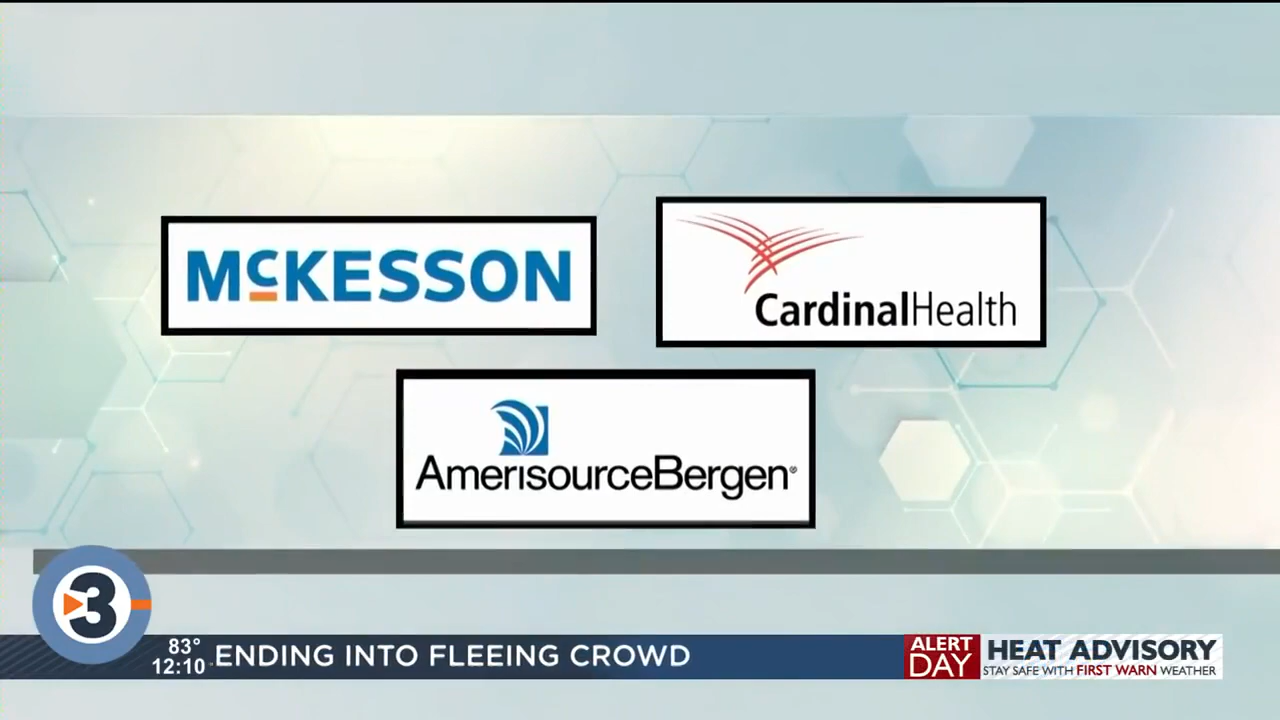 McKESSON
CardinalHealth
AmerisourceBergen®
3
83°
12:10
ENDING INTO FLEEING CROWD
ALERT
DAY
HEAT ADVISORY
STAY SAFE WITH FIRST WARN WEATHER